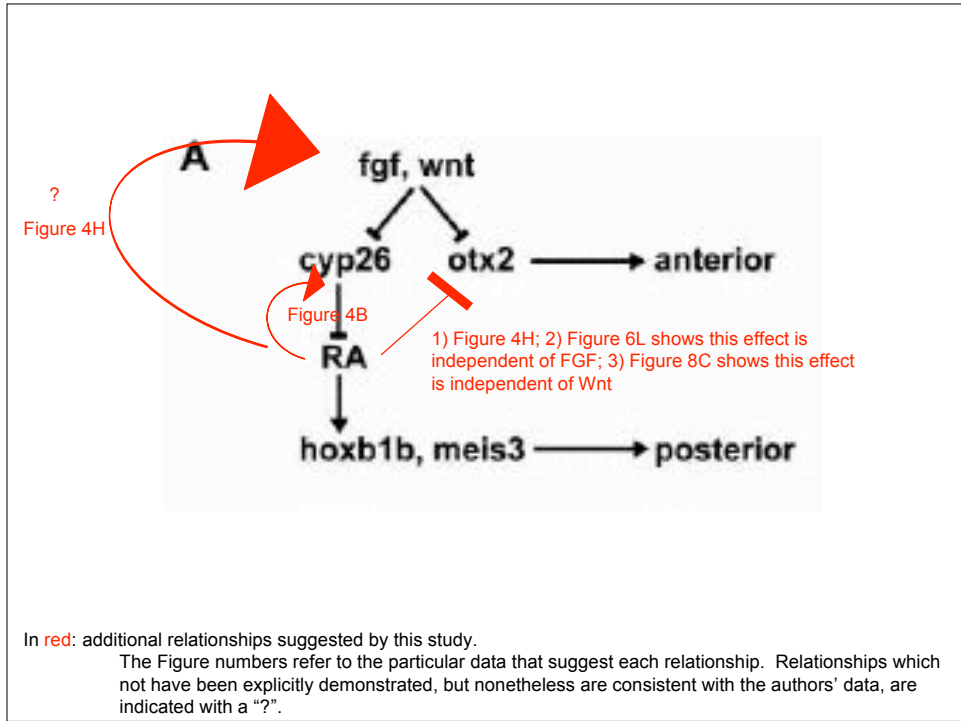 A
fgf, wnt
?
Figure 4H
cyp26 otx2 anterior
Figure 4B
1) Figure 4H; 2) Figure 6L shows this effect is
independent of FGF; 3) Figure 8C shows this effect
is independent of Wnt
RA
hoxb1b, meis3 posterior
In red: additional relationships suggested by this study.
The Figure numbers refer to the particular data that suggest each relationship. Relationships which
not have been explicitly demonstrated, but nonetheless are consistent with the authors’ data, are
indicated with a “?”.